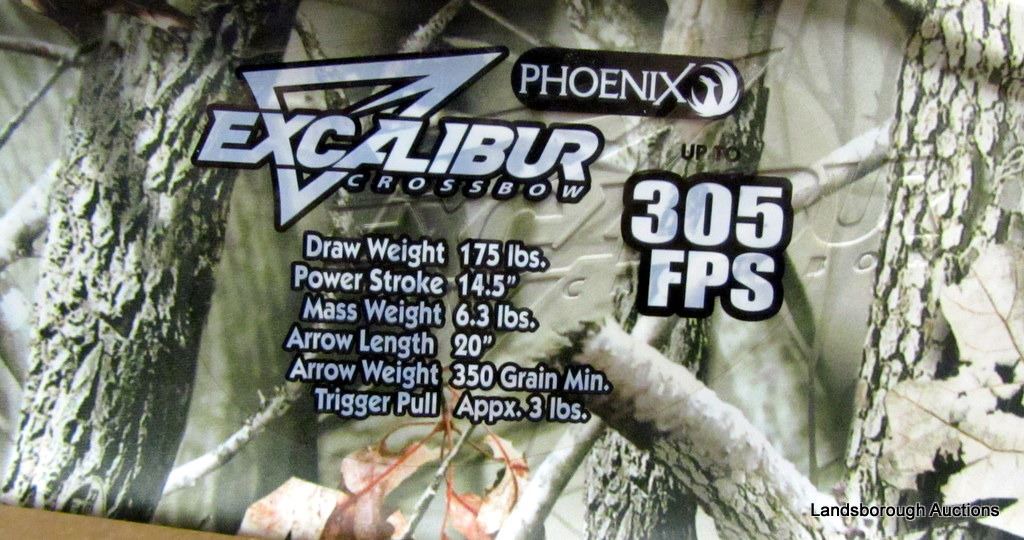 PHOENIX
EXCALIBUR
CROSSBOW
UP TO
305
FPS
Draw Weight 175 lbs.
Power Stroke 14.5"
Mass Weight 6.3 lbs.
Arrow Length 20"
Arrow Weight 350 Grain Min.
Trigger Pull Appx. 3 lbs.
Landsborough Auctions